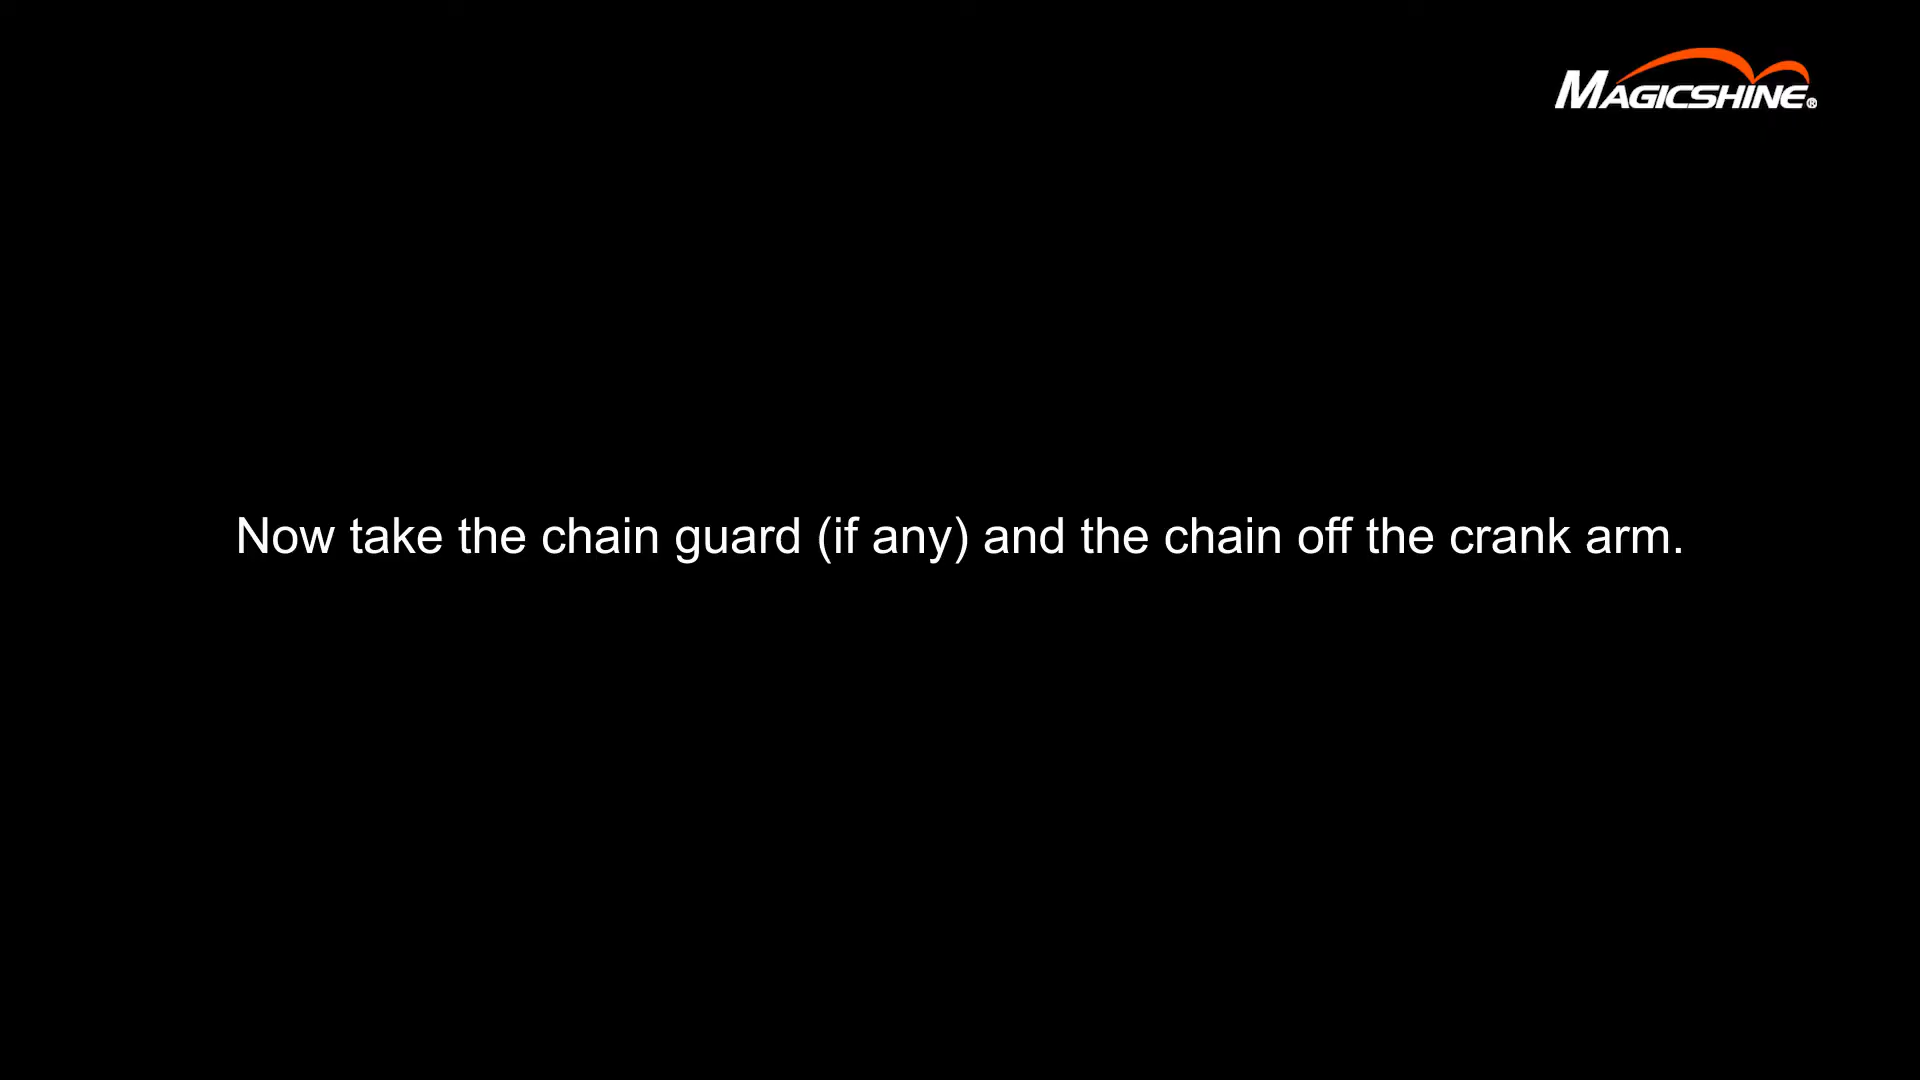 MAGICSHINE®
Now take the chain guard (if any) and the chain off the crank arm.